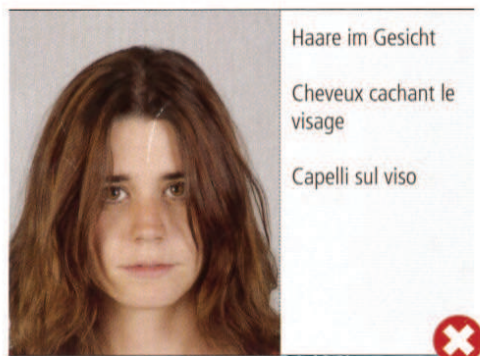 Haare im Gesicht
Cheveux cachant le
visage
Capelli sul viso